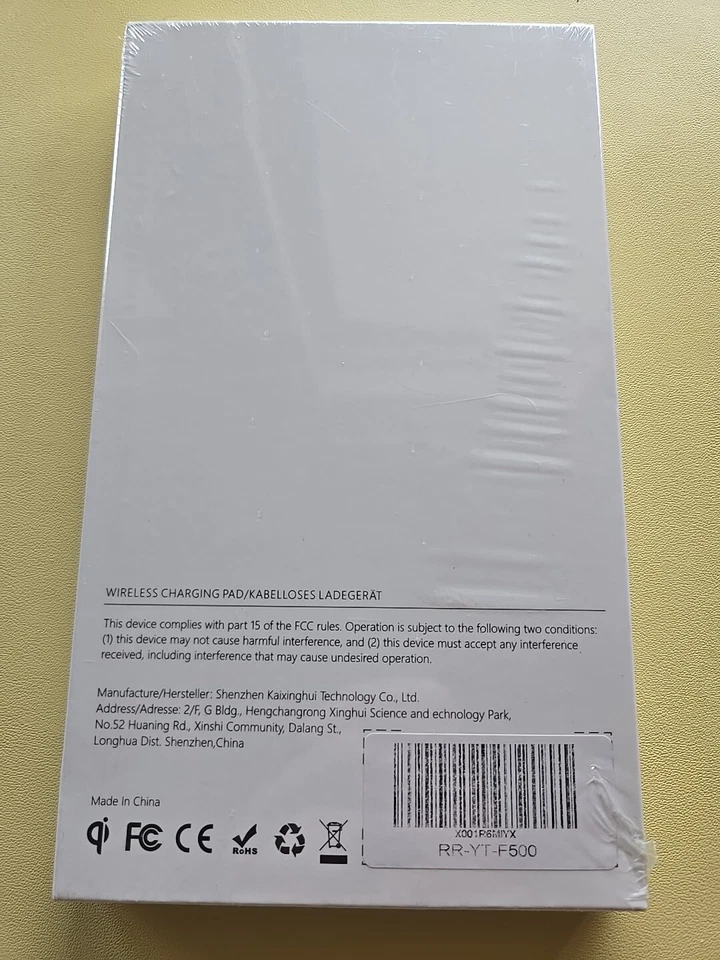 WIRELESS CHARGING PAD/KABELLOSES LADEGERÄT
This device complies with part 15 of the FCC rules. Operation is subject to the following two conditions:
(1) this device may not cause harmful interference, and (2) this device must accept any interference
received, including interference that may cause undesired operation.
Manufacture/Hersteller: Shenzhen Kaixinghui Technology Co., Ltd.
Address/Adresse: 2/F, G Bldg., Hengchangrong Xinghui Science and echnology Park,
No.52 Huaning Rd., Xinshi Community, Dalang St.,
Longhua Dist. Shenzhen,China
Made In China
qi FC CE RoHS
X001R6MIYX
RR-YT-F500